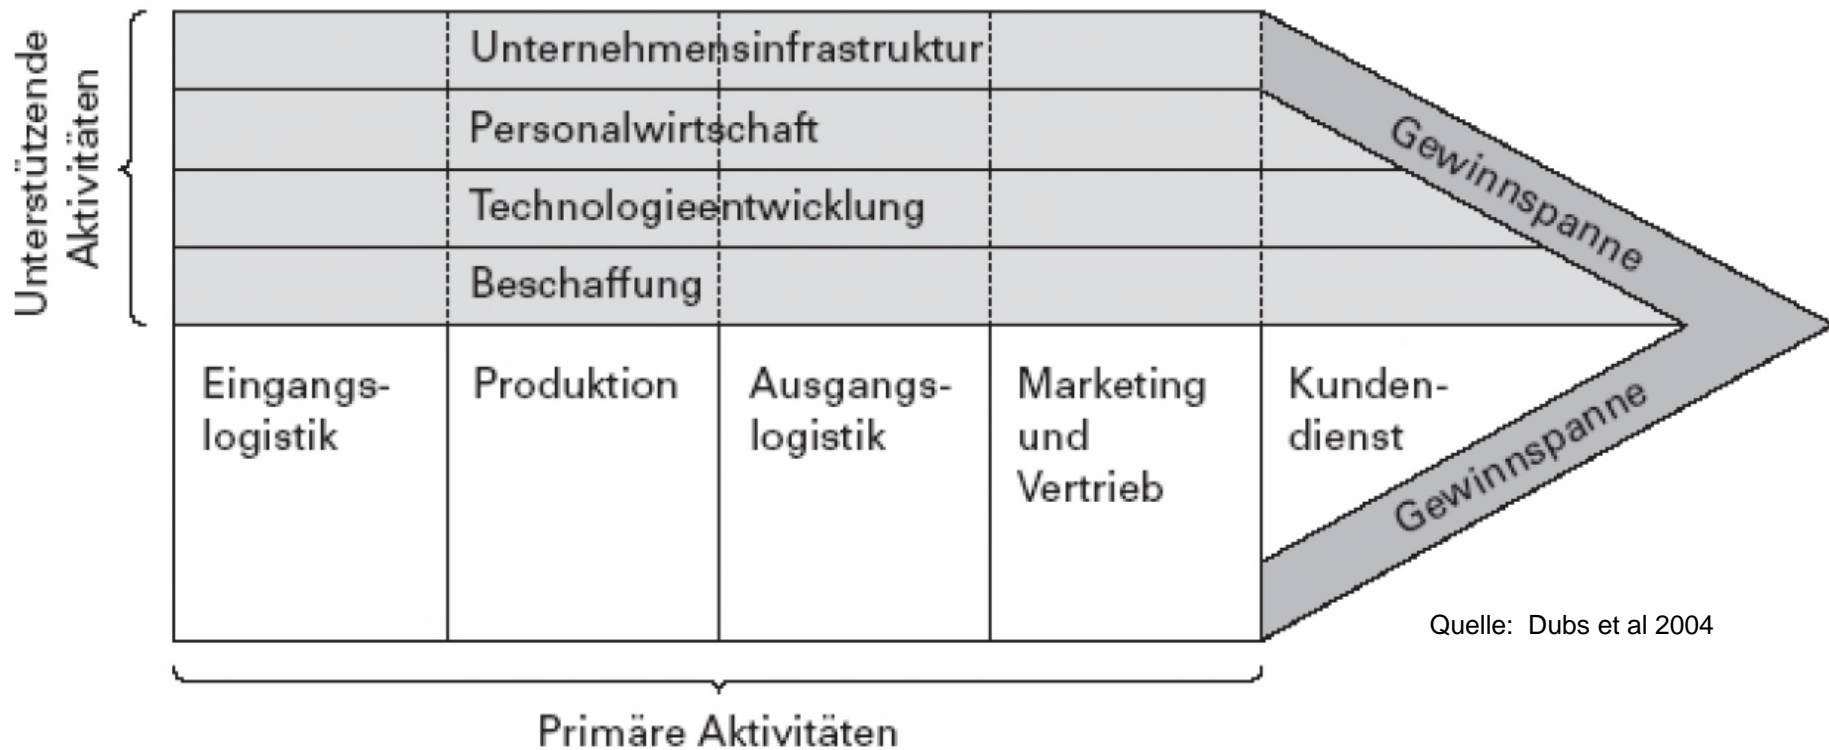 Unterstützende
Aktivitäten
Unternehmensinfrastruktur
Personalwirtschaft
Technologieentwicklung
Beschaffung
Gewinnspanne
Eingangs-
logistik
Produktion
Ausgangs-
logistik
Marketing
und
Vertrieb
Kunden-
dienst
Gewinnspanne
Quelle: Dubs et al 2004
Primäre Aktivitäten